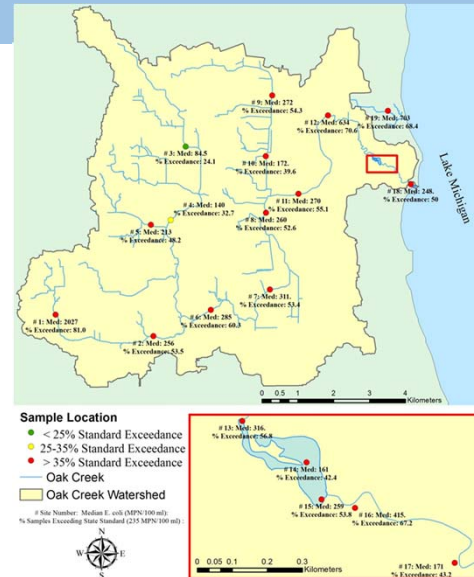 # 9: Med: 272
% Exceedance: 54.3
# 12: Med: 634
% Exceedance: 70.6
# 19: Med: 703
% Exceedance: 68.4
# 3: Med: 84.5
% Exceedance: 24.1
# 10: Med: 172.
% Exceedance: 39.6
Lake Michigan
# 18: Med: 248.
% Exceedance: 50
# 4: Med: 140
% Exceedance: 32.7
# 11: Med: 270
% Exceedance: 55.1
# 5: Med: 213
% Exceedance: 48.2
# 8: Med: 260
% Exceedance: 52.6
# 7: Med: 311.
% Exceedance: 53.4
# 1: Med: 2027
% Exceedance: 81.0
# 6: Med: 285
% Exceedance: 60.3
# 2: Med: 256
% Exceedance: 53.5
0 0.5 1 2 3 4
Kilometers
Sample Location
< 25% Standard Exceedance
25-35% Standard Exceedance
> 35% Standard Exceedance
Oak Creek
Oak Creek Watershed
# Site Number: Median E. coli (MPN/100 ml)
% Samples Exceeding State Standard (235 MPN/100 ml)
N
W E
S
# 13: Med: 316.
% Exceedance: 56.8
# 14: Med: 161
% Exceedance: 42.4
# 15: Med: 259
% Exceedance: 53.8
# 16: Med: 415.
% Exceedance: 67.2
# 17: Med: 171
% Exceedance: 43.2
0 0.1 0.2 0.3
Kilometers